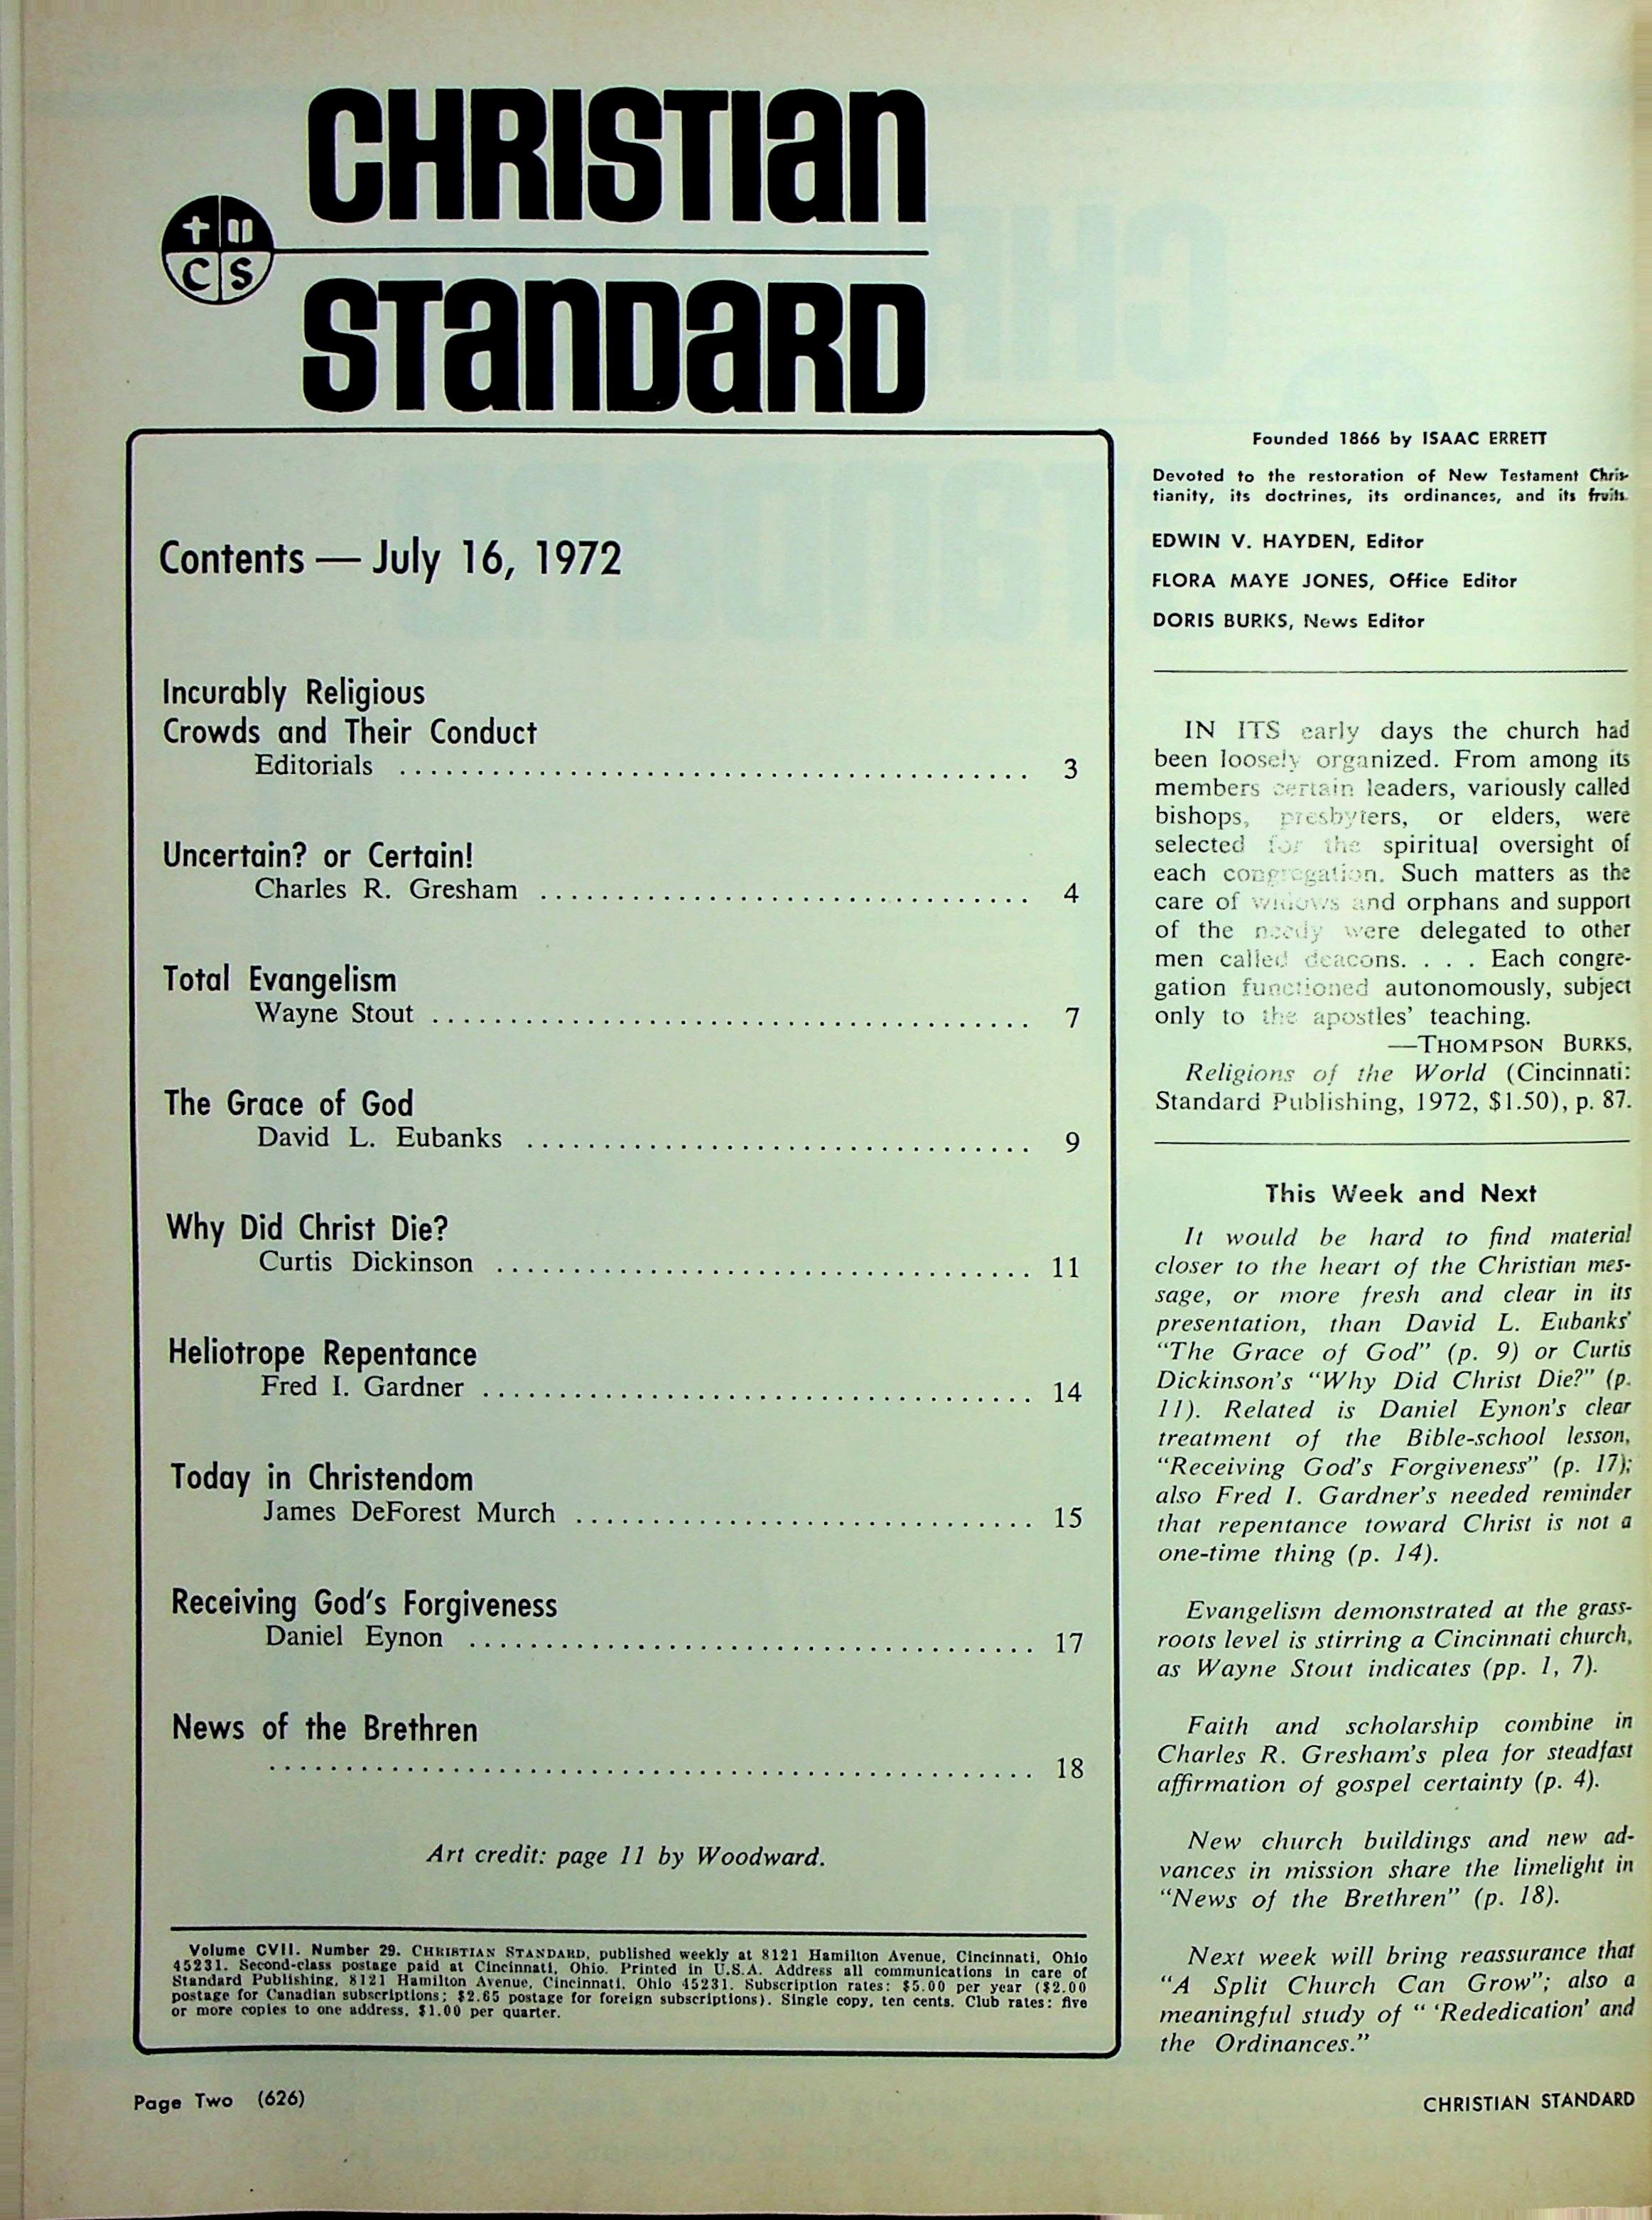 CHRISTIAN
STANDARD
C S
Contents — July 16, 1972
Incurably Religious
Crowds and Their Conduct
Editorials ........................................ 3
Uncertain? or Certain!
Charles R. Gresham ................................ 4
Total Evangelism
Wayne Stout ....................................... 7
The Grace of God
David L. Eubanks ................................. 9
Why Did Christ Die?
Curtis Dickinson ................................... 11
Heliotrope Repentance
Fred I. Gardner .................................... 14
Today in Christendom
James DeForest Murch .............................. 15
Receiving God's Forgiveness
Daniel Eynon ..................................... 17
News of the Brethren
.................................................. 18
Art credit: page 11 by Woodward.
Volume CVII. Number 29. CHRISTIAN STANDARD, published weekly at 8121 Hamilton Avenue, Cincinnati, Ohio
45231. Second-class postage paid at Cincinnati, Ohio. Printed in U.S.A. Address all communications in care of
Standard Publishing, 8121 Hamilton Avenue, Cincinnati, Ohio 45231. Subscription rates: $5.00 per year ($2.00
postage for Canadian subscriptions; $2.65 postage for foreign subscriptions). Single copy, ten cents. Club rates: five
or more copies to one address, $1.00 per quarter.
Founded 1866 by ISAAC ERRETT
Devoted to the restoration of New Testament Chris-
tianity, its doctrines, its ordinances, and its fruits.
EDWIN V. HAYDEN, Editor
FLORA MAYE JONES, Office Editor
DORIS BURKS, News Editor
IN ITS early days the church had
been loosely organized. From among its
members certain leaders, variously called
bishops, presbyters, or elders, were
selected for the spiritual oversight of
each congregation. Such matters as the
care of widows and orphans and support
of the needy were delegated to other
men called deacons. . . . Each congre-
gation functioned autonomously, subject
only to the apostles' teaching.
—THOMPSON BURKS,
Religions of the World (Cincinnati:
Standard Publishing, 1972, $1.50), p. 87.
This Week and Next
It would be hard to find material
closer to the heart of the Christian mes-
sage, or more fresh and clear in its
presentation, than David L. Eubanks'
"The Grace of God" (p. 9) or Curtis
Dickinson's "Why Did Christ Die?" (p.
11). Related is Daniel Eynon's clear
treatment of the Bible-school lesson,
"Receiving God's Forgiveness" (p. 17);
also Fred I. Gardner's needed reminder
that repentance toward Christ is not a
one-time thing (p. 14).
Evangelism demonstrated at the grass-
roots level is stirring a Cincinnati church,
as Wayne Stout indicates (pp. 1, 7).
Faith and scholarship combine in
Charles R. Gresham's plea for steadfast
affirmation of gospel certainty (p. 4).
New church buildings and new ad-
vances in mission share the limelight in
"News of the Brethren" (p. 18).
Next week will bring reassurance that
"A Split Church Can Grow"; also a
meaningful study of " 'Rededication' and
the Ordinances."
Page Two (626)
CHRISTIAN STANDARD